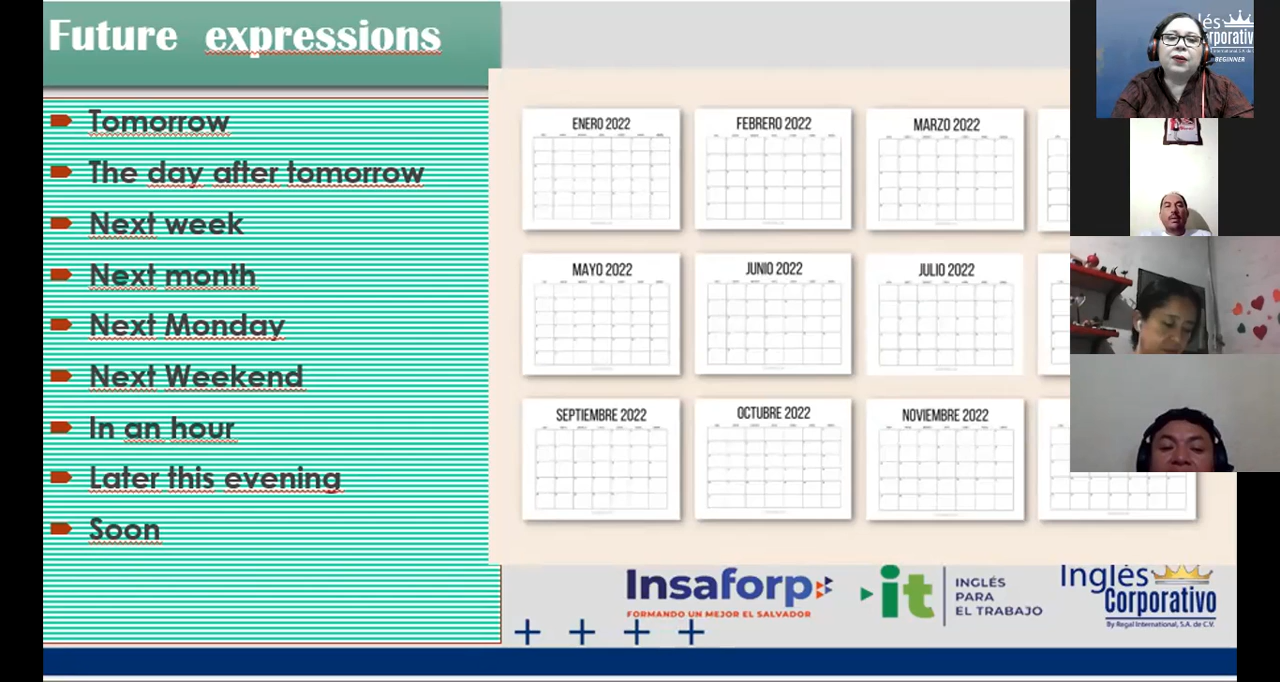 Future expressions
Tomorrow
The day after tomorrow
Next week
Next month
Next Monday
Next Weekend
In an hour
Later this evening
Soon
ENERO 2022
FEBRERO 2022
MARZO 2022
MAYO 2022
JUNIO 2022
JULIO 2022
SEPTIEMBRE 2022
OCTUBRE 2022
NOVIEMBRE 2022
Insaforp
FORMANDO UN MEJOR EL SALVADOR
it
INGLÉS
PARA
EL TRABAJO
Inglés
Corporativo
By Regal International, S.A. de C.V.
BEGINNER